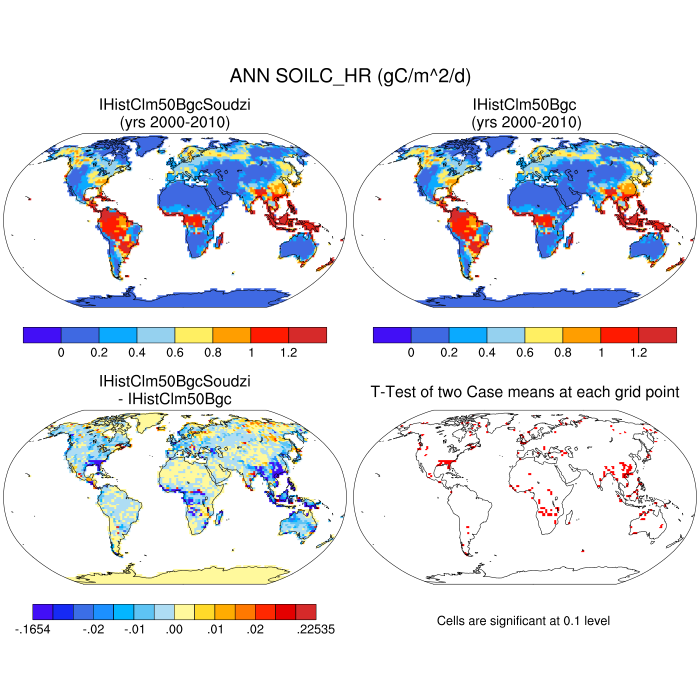 ANN SOILC_HR (gC/m^2/d)
IHistClm50BgcSoudzi
(yrs 2000-2010)
IHistClm50Bgc
(yrs 2000-2010)
0 0.2 0.4 0.6 0.8 1 1.2
0 0.2 0.4 0.6 0.8 1 1.2
IHistClm50BgcSoudzi
- IHistClm50Bgc
T-Test of two Case means at each grid point
-.1654 -.02 -.01 .00 .01 .02 .22535
Cells are significant at 0.1 level